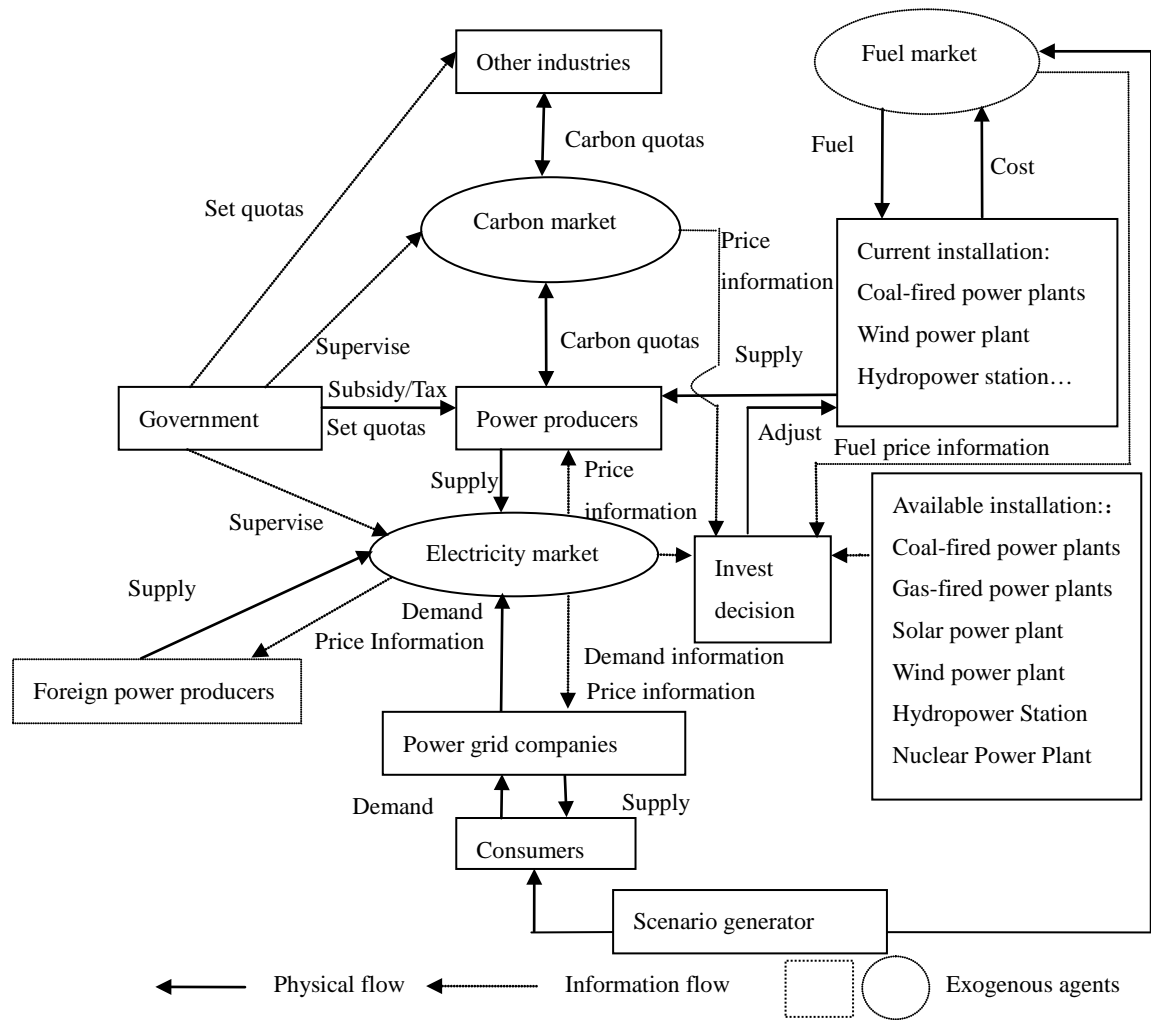 Other industries
Fuel market
Carbon quotas
Fuel
Cost
Set quotas
Carbon market
Price
information
Current installation:
Coal-fired power plants
Wind power plant
Hydropower station…
Supervise
Carbon quotas
Supply
Government
Subsidy/Tax
Set quotas
Power producers
Adjust
Fuel price information
Supply
Price
information
Supervise
Electricity market
Invest
decision
Available installation:：
Coal-fired power plants
Gas-fired power plants
Solar power plant
Wind power plant
Hydropower Station
Nuclear Power Plant
Supply
Demand
Price Information
Foreign power producers
Demand information
Price information
Power grid companies
Demand
Supply
Consumers
Scenario generator
Physical flow
Information flow
Exogenous agents